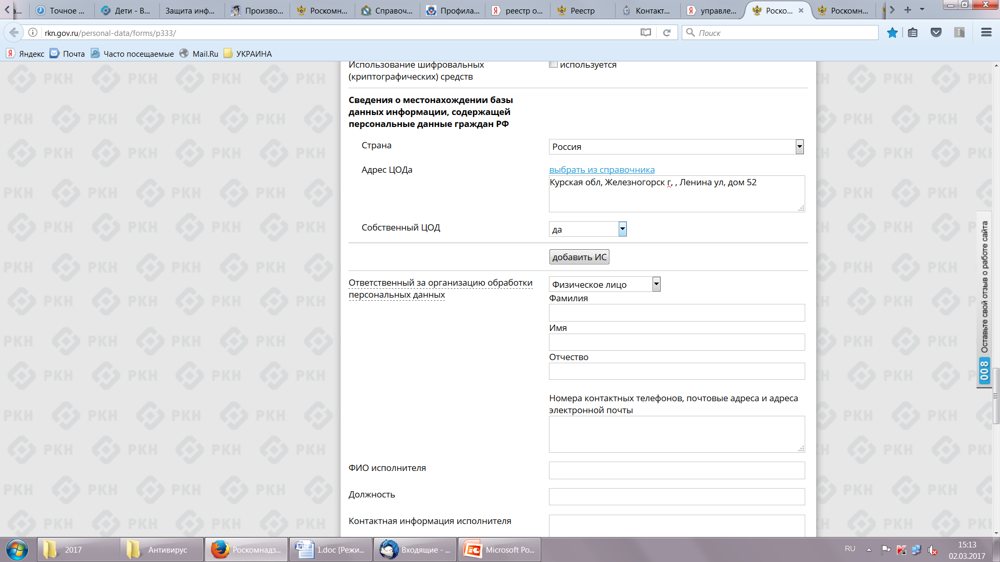 а...
Точное ...
Дети - В...
Защита инф...
Произво...
Роскомн...
Справоч...
Профила...
реестр о...
Реестр
Контакт...
управле...
Роско...
Роскомн...
rkn.gov.ru/personal-data/forms/p333/
Поиск
Яндекс
Почта
Часто посещаемые
Mail.Ru
УКРАИНА
Использование шифровальных
(криптографических) средств
используется
Сведения о местонахождении базы
данных информации, содержащей
персональные данные граждан РФ
Страна
Россия
Адрес ЦОДа
выбрать из справочника
Курская обл, Железногорск г, , Ленина ул, дом 52
Собственный ЦОД
да
добавить ИС
Ответственный за организацию обработки
персональных данных
Физическое лицо
Фамилия
Имя
Отчество
Номера контактных телефонов, почтовые адреса и адреса
электронной почты
ФИО исполнителя
Должность
Контактная информация исполнителя
Оставьте свой отзыв о работе сайта
800
РКН
2017
Антивирус
Роскомнадз...
1.doc [Режи...
Входящие - ...
Microsoft Po...
RU
15:13
02.03.2017